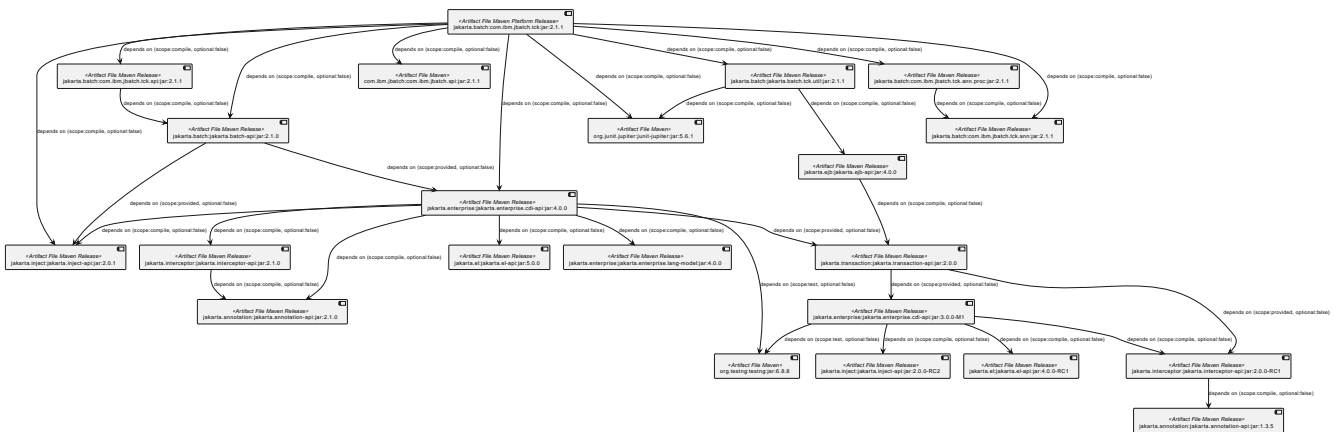 «Artifact File Maven Platform Release»
jakarta.batch:com.ibm.jbatch.tck:jar:2.1.1
depends on (scope:compile, optional:false)
depends on (scope:compile, optional:false)
depends on (scope:compile, optional:false)
depends on (scope:compile, optional:false)
«Artifact File Maven Release»
jakarta.batch:com.ibm.jbatch.tck.spi:jar:2.1.1
depends on (scope:compile, optional:false)
«Artifact File Maven»
com.ibm.jbatch:com.ibm.jbatch.spi:jar:2.1.1
depends on (scope:compile, optional:false)
«Artifact File Maven Release»
jakarta.batch:jakarta.batch.tck.util:jar:2.1.1
«Artifact File Maven Release»
jakarta.batch:com.ibm.jbatch.tck.ann.proc:jar:2.1.1
depends on (scope:compile, optional:false)
depends on (scope:compile, optional:false)
depends on (scope:compile, optional:false)
depends on (scope:compile, optional:false)
depends on (scope:compile, optional:false)
depends on (scope:compile, optional:false)
depends on (scope:compile, optional:false)
depends on (scope:compile, optional:false)
«Artifact File Maven Release»
jakarta.batch:jakarta.batch-api:jar:2.1.0
«Artifact File Maven Release»
org.junit.jupiter:junit-jupiter:jar:5.6.1
«Artifact File Maven Release»
jakarta.batch:com.ibm.jbatch.tck.ann:jar:2.1.1
depends on (scope:provided, optional:false)
«Artifact File Maven Release»
jakarta.ejb:jakarta.ejb-api:jar:4.0.0
depends on (scope:provided, optional:false)
«Artifact File Maven Release»
jakarta.enterprise:jakarta.enterprise.cdi-api:jar:4.0.0
depends on (scope:compile, optional:false)
depends on (scope:compile, optional:false)
depends on (scope:compile, optional:false)
depends on (scope:compile, optional:false)
depends on (scope:compile, optional:false)
depends on (scope:provided, optional:false)
depends on (scope:compile, optional:false)
«Artifact File Maven Release»
jakarta.inject:jakarta.inject-api:jar:2.0.1
«Artifact File Maven Release»
jakarta.interceptor:jakarta.interceptor-api:jar:2.1.0
«Artifact File Maven Release»
jakarta.el:jakarta.el-api:jar:5.0.0
«Artifact File Maven Release»
jakarta.enterprise:jakarta.enterprise.lang-model:jar:4.0.0
«Artifact File Maven Release»
jakarta.transaction:jakarta.transaction-api:jar:2.0.0
depends on (scope:compile, optional:false)
depends on (scope:test, optional:false)
depends on (scope:provided, optional:false)
«Artifact File Maven Release»
jakarta.annotation:jakarta.annotation-api:jar:2.1.0
«Artifact File Maven Release»
jakarta.enterprise:jakarta.enterprise.cdi-api:jar:3.0.0-M1
depends on (scope:provided, optional:false)
depends on (scope:test, optional:false)
depends on (scope:compile, optional:false)
depends on (scope:compile, optional:false)
depends on (scope:compile, optional:false)
«Artifact File Maven»
org.testng:testng:jar:6.8.8
«Artifact File Maven Release»
jakarta.inject:jakarta.inject-api:jar:2.0.0-RC2
«Artifact File Maven Release»
jakarta.el:jakarta.el-api:jar:4.0.0-RC1
«Artifact File Maven Release»
jakarta.interceptor:jakarta.interceptor-api:jar:2.0.0-RC1
depends on (scope:compile, optional:false)
«Artifact File Maven Release»
jakarta.annotation:jakarta.annotation-api:jar:1.3.5